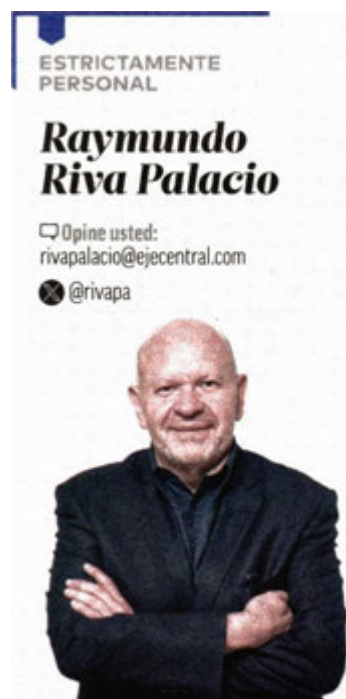 ESTRICTAMENTE
PERSONAL
Raymundo
Riva Palacio
Opine usted:
rivapalacio@ejecentral.com
@rivapa